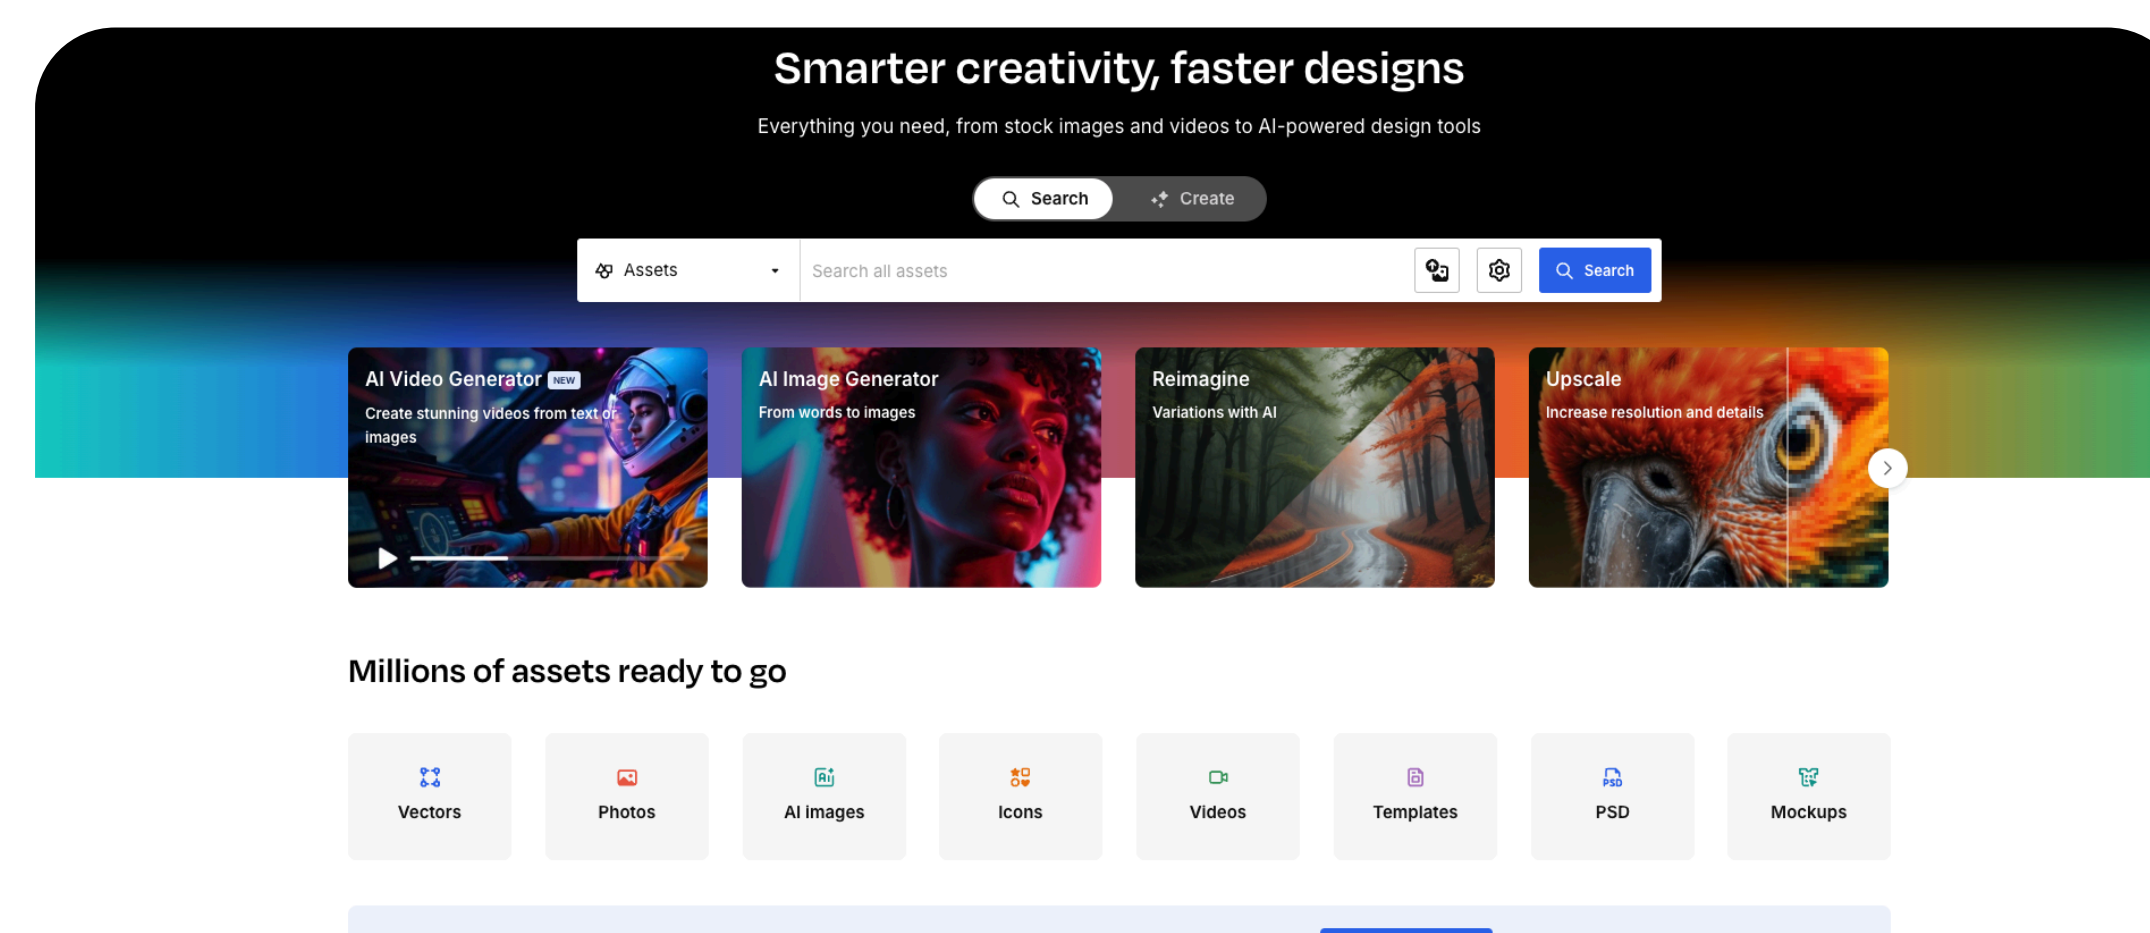 Smarter creativity, faster designs
Everything you need, from stock images and videos to AI-powered design tools
Search
Create
Assets
Search all assets
Search
AI Video Generator NEW
Create stunning videos from text or
images
AI Image Generator
From words to images
Reimagine
Variations with AI
Upscale
Increase resolution and details
Millions of assets ready to go
Vectors
Photos
Ai
AI images
Icons
Videos
Templates
PSD
PSD
Mockups